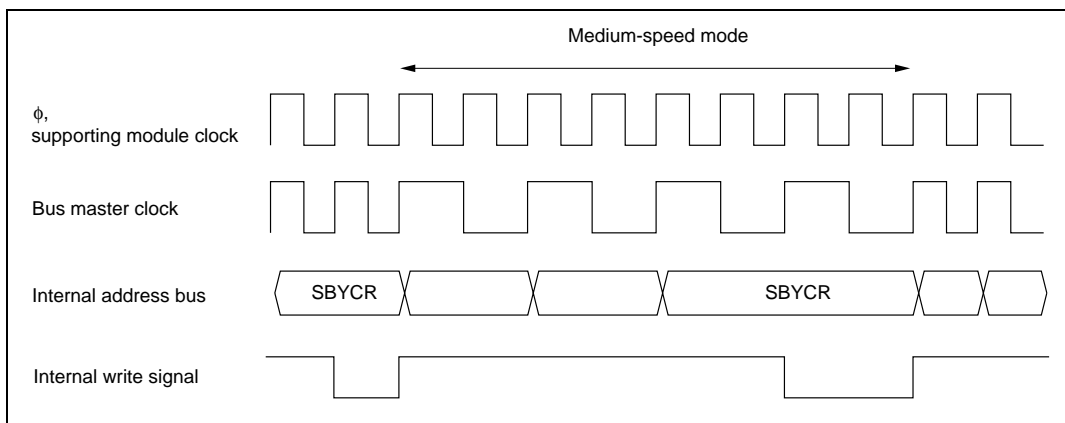 Medium-speed mode
ϕ,
supporting module clock
Bus master clock
Internal address bus
SBYCR
SBYCR
Internal write signal